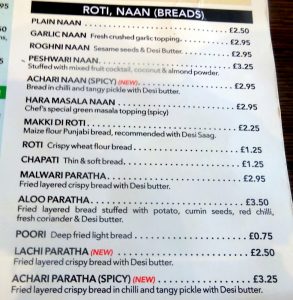 ROTI, NAAN (BREADS)
PLAIN NAAN £2.50
GARLIC NAAN Fresh crushed garlic topping. £2.95
ROGHNI NAAN Sesame seeds & Desi butter. £2.95
PESHWARI NAAN £3.25
Stuffed with mixed fruit cocktail, coconut & almond powder.
ACHARI NAAN (SPICY) (NEW) £2.95
Bread in chilli and tangy pickle with Desi butter.
HARA MASALA NAAN £2.95
Chef's special green masala topping (spicy)
MAKKI DI ROTI £2.25
Maize flour Punjabi bread, recommended with Desi Saag.
ROTI Crispy wheat flour bread £1.25
CHAPATI Thin & soft bread £1.25
MALWARI PARATHA £2.95
Fried layered crispy bread with Desi butter.
ALOO PARATHA £3.50
Fried layered bread stuffed with potato, cumin seeds, red chilli,
fresh coriander & Desi butter.
POORI Deep fried light bread £0.75
LACHI PARATHA (NEW) £2.50
Fried layered crispy bread with Desi butter.
ACHARI PARATHA (SPICY) (NEW) £3.25
Fried layered crispy bread in chilli and tangy pickle with Desi butter.